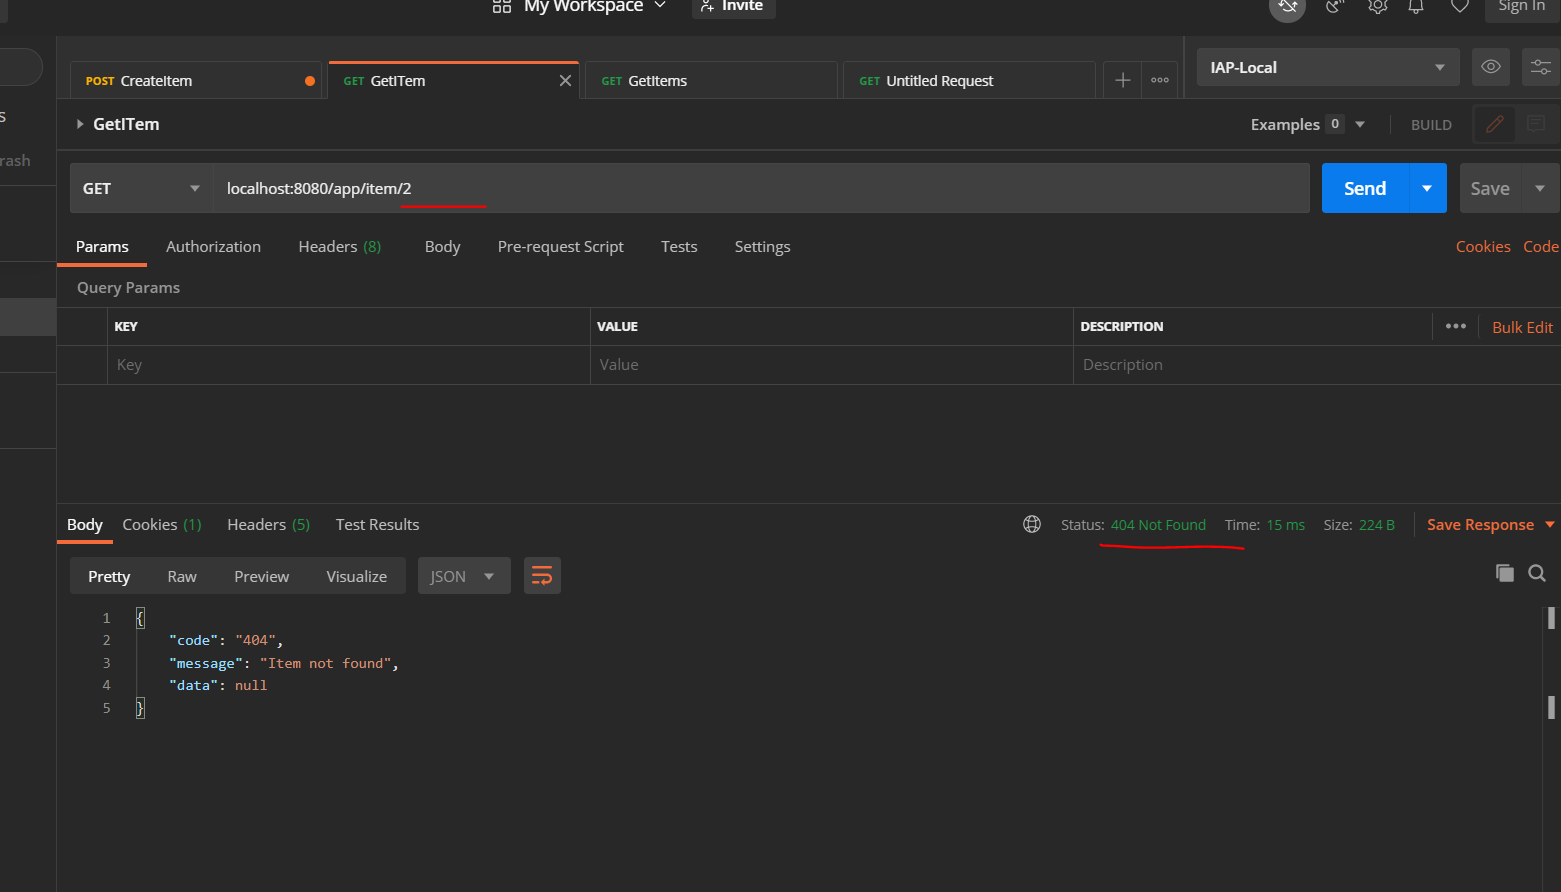 My Workspace Invite Sign In
POST CreateItem GET GetITem GET GetItems GET Untitled Request IAP-Local
s
GetITem Examples 0 BUILD
rash
GET localhost:8080/app/item/2 Send Save
Params Authorization Headers (8) Body Pre-request Script Tests Settings Cookies Code
Query Params
KEY VALUE DESCRIPTION Bulk Edit
Key Value Description
Body Cookies (1) Headers (5) Test Results Status: 404 Not Found Time: 15 ms Size: 224 B Save Response
Pretty Raw Preview Visualize JSON
1 {
2 "code": "404",
3 "message": "Item not found",
4 "data": null
5 }